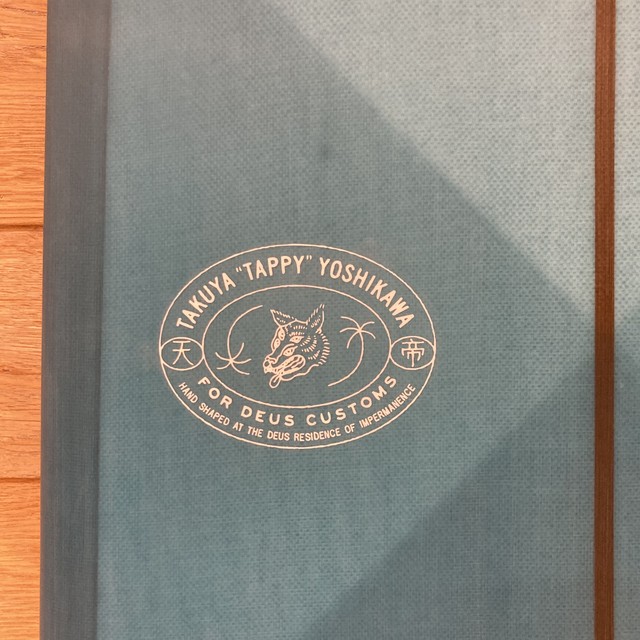 TAKUYA "TAPPY" YOSHIKAWA
天
帝
FOR DEUS CUSTOMS
HAND SHAPED AT THE DEUS RESIDENCE OF IMPERMANENCE